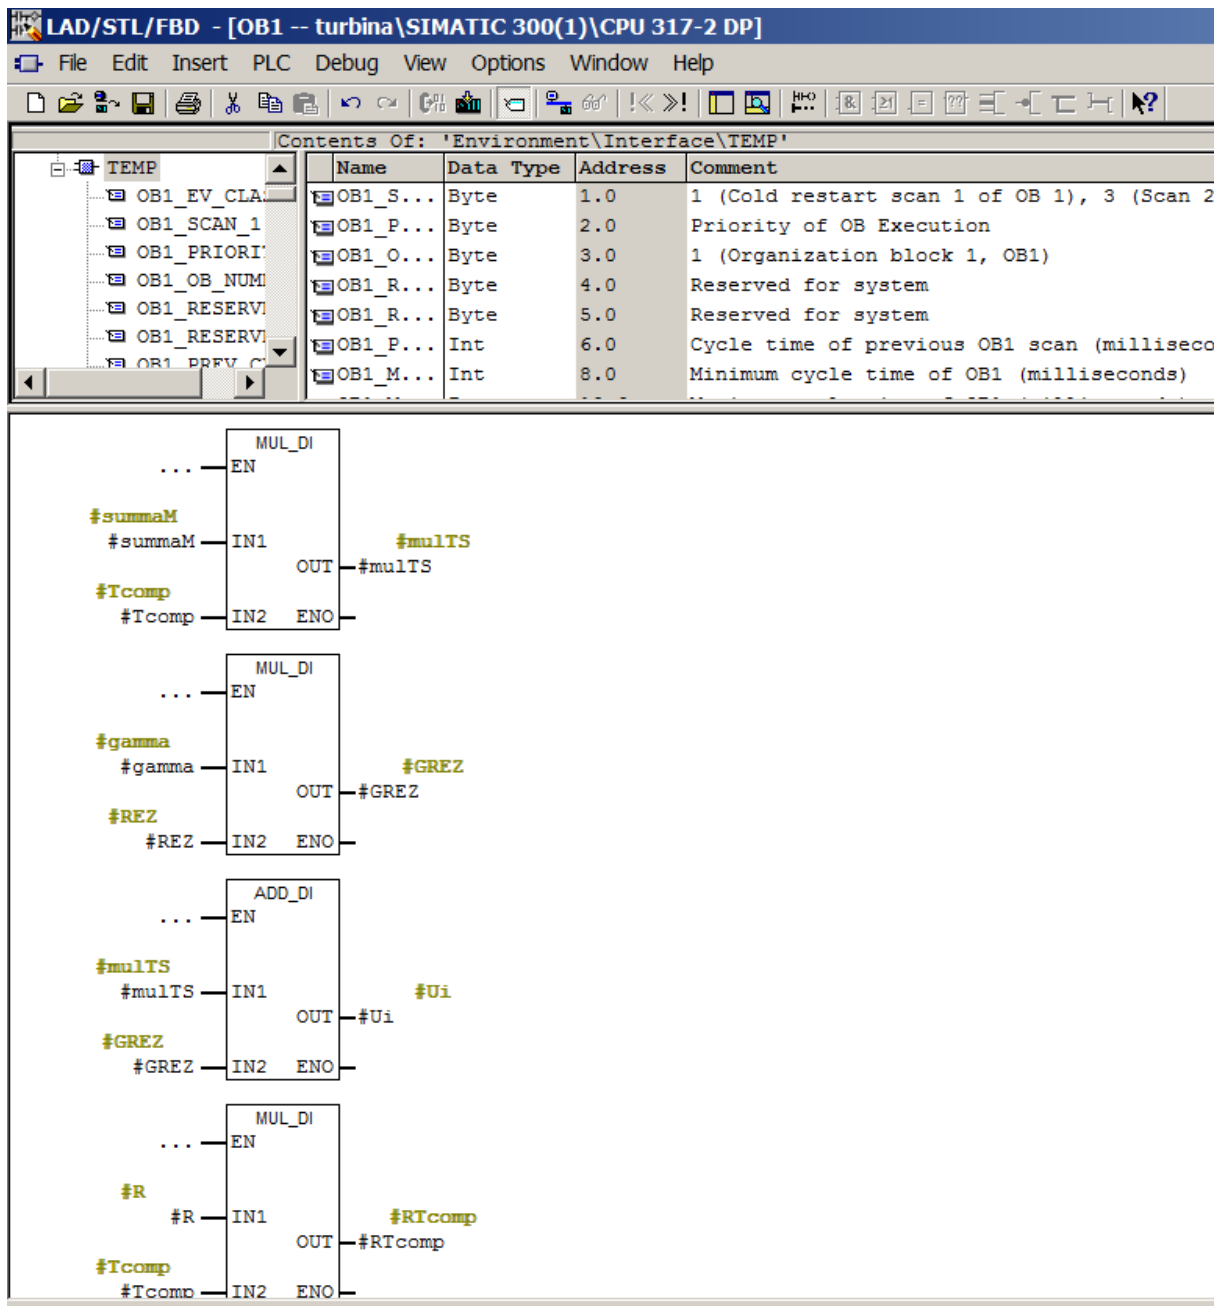 LAD/STL/FBD - [OB1 -- turbina\SIMATIC 300(1)\CPU 317-2 DP]
File Edit Insert PLC Debug View Options Window Help
Contents Of: 'Environment\Interface\TEMP'
TEMP
OB1_EV_CLA
OB1_SCAN_1
OB1_PRIORI
OB1_OB_NUM
OB1_RESERV
OB1_RESERV
OB1_PREV_C
Name Data Type Address Comment
OB1_S... Byte 1.0 1 (Cold restart scan 1 of OB 1), 3 (Scan 2
OB1_P... Byte 2.0 Priority of OB Execution
OB1_O... Byte 3.0 1 (Organization block 1, OB1)
OB1_R... Byte 4.0 Reserved for system
OB1_R... Byte 5.0 Reserved for system
OB1_P... Int 6.0 Cycle time of previous OB1 scan (milliseco
OB1_M... Int 8.0 Minimum cycle time of OB1 (milliseconds)
MUL_DI
... EN
#summaM
#summaM IN1 #mulTS
OUT #mulTS
#Tcomp
#Tcomp IN2 ENO
MUL_DI
... EN
#gamma
#gamma IN1 #GREZ
OUT #GREZ
#REZ
#REZ IN2 ENO
ADD_DI
... EN
#mulTS
#mulTS IN1 #Ui
OUT #Ui
#GREZ
#GREZ IN2 ENO
MUL_DI
... EN
#R
#R IN1 #RTcomp
OUT #RTcomp
#Tcomp
#Tcomp IN2 ENO